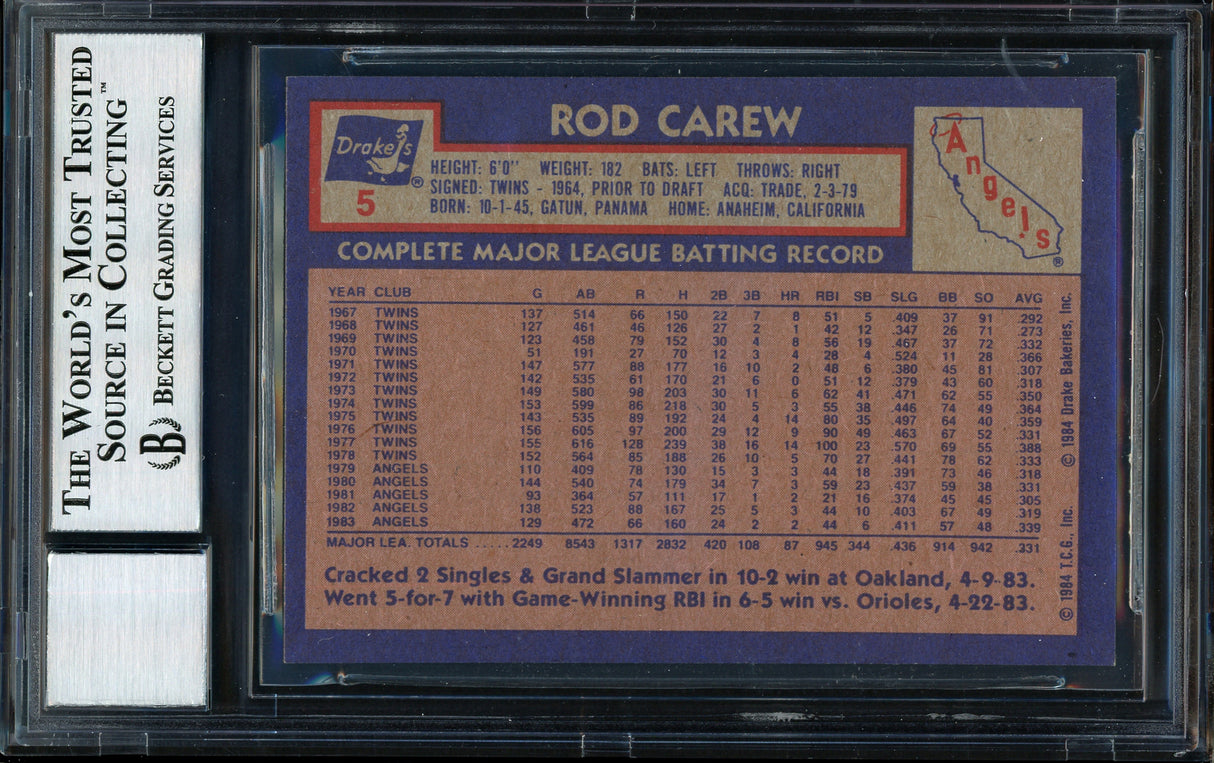 THE WORLD'S MOST TRUSTED
SOURCE IN COLLECTING™
BECKETT GRADING SERVICES
B
ROD CAREW
Drake's ®
5
HEIGHT: 6'0" WEIGHT: 182 BATS: LEFT THROWS: RIGHT
SIGNED: TWINS - 1964, PRIOR TO DRAFT ACQ: TRADE, 2-3-79
BORN: 10-1-45, GATUN, PANAMA HOME: ANAHEIM, CALIFORNIA
Angels ®
COMPLETE MAJOR LEAGUE BATTING RECORD
YEAR CLUB G AB R H 2B 3B HR RBI SB SLG BB SO AVG
1967 TWINS 137 514 66 150 22 7 8 51 5 .409 37 91 .292
1968 TWINS 127 461 46 126 27 2 1 42 12 .347 26 71 .273
1969 TWINS 123 458 79 152 30 4 8 56 19 .467 37 72 .332
1970 TWINS 51 191 27 70 12 3 4 28 4 .524 11 28 .366
1971 TWINS 147 577 88 177 16 10 2 48 6 .380 45 81 .307
1972 TWINS 142 535 61 170 21 6 0 51 12 .379 43 60 .318
1973 TWINS 149 580 98 203 30 11 6 62 41 .471 62 55 .350
1974 TWINS 153 599 86 218 30 5 3 55 38 .446 74 49 .364
1975 TWINS 143 535 89 192 24 4 14 80 35 .497 64 40 .359
1976 TWINS 156 605 97 200 29 12 9 90 49 .463 67 52 .331
1977 TWINS 155 616 128 239 38 16 14 100 23 .570 69 55 .388
1978 TWINS 152 564 85 188 26 10 5 70 27 .441 78 62 .333
1979 ANGELS 110 409 78 130 15 3 3 44 18 .391 73 46 .318
1980 ANGELS 144 540 74 179 34 7 3 59 23 .437 59 38 .331
1981 ANGELS 93 364 57 111 17 1 2 21 16 .374 45 45 .305
1982 ANGELS 138 523 88 167 25 5 3 44 10 .403 67 49 .319
1983 ANGELS 129 472 66 160 24 2 2 44 6 .411 57 48 .339
MAJOR LEA. TOTALS ...... 2249 8543 1317 2832 420 108 87 945 344 .436 914 942 .331
Cracked 2 Singles & Grand Slammer in 10-2 win at Oakland, 4-9-83.
Went 5-for-7 with Game-Winning RBI in 6-5 win vs. Orioles, 4-22-83.
© 1984 T.C.G., Inc. © 1984 Drake Bakeries, Inc.